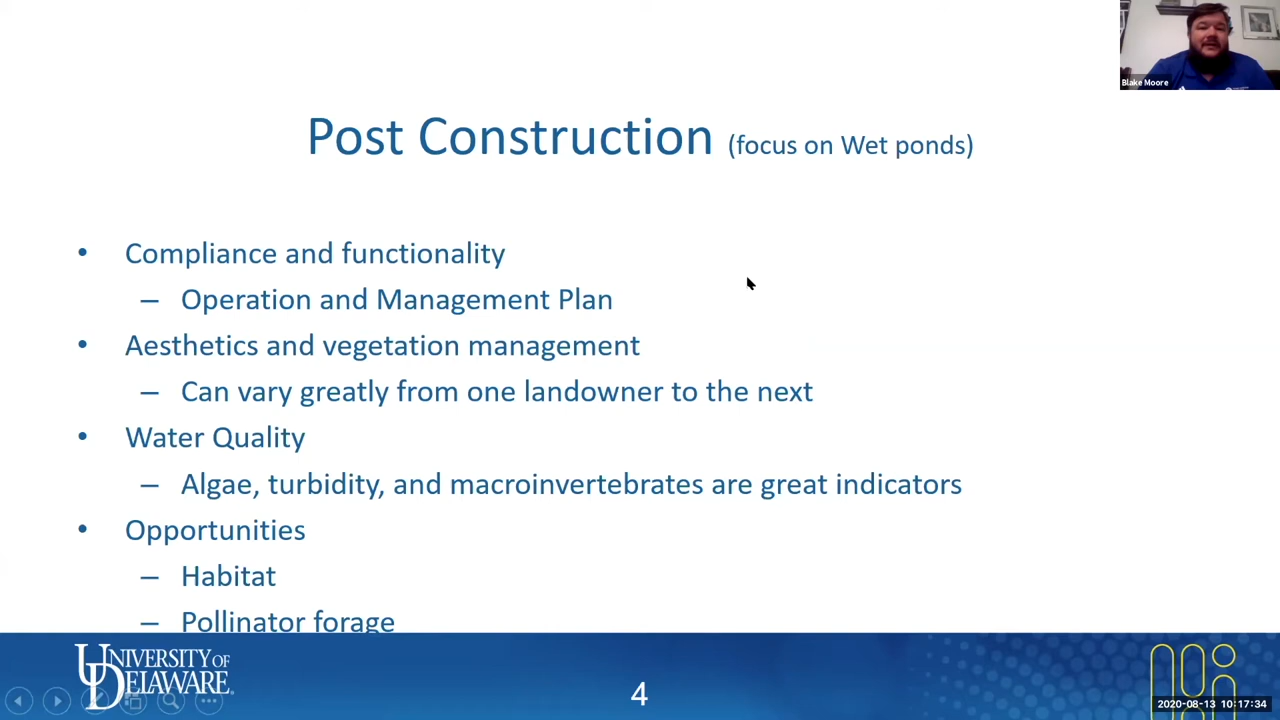 Blake Moore
Post Construction (focus on Wet ponds)
• Compliance and functionality
– Operation and Management Plan
• Aesthetics and vegetation management
– Can vary greatly from one landowner to the next
• Water Quality
– Algae, turbidity, and macroinvertebrates are great indicators
• Opportunities
– Habitat
– Pollinator forage
UNIVERSITY OF
DELAWARE
4
2020-08-13 10:17:34